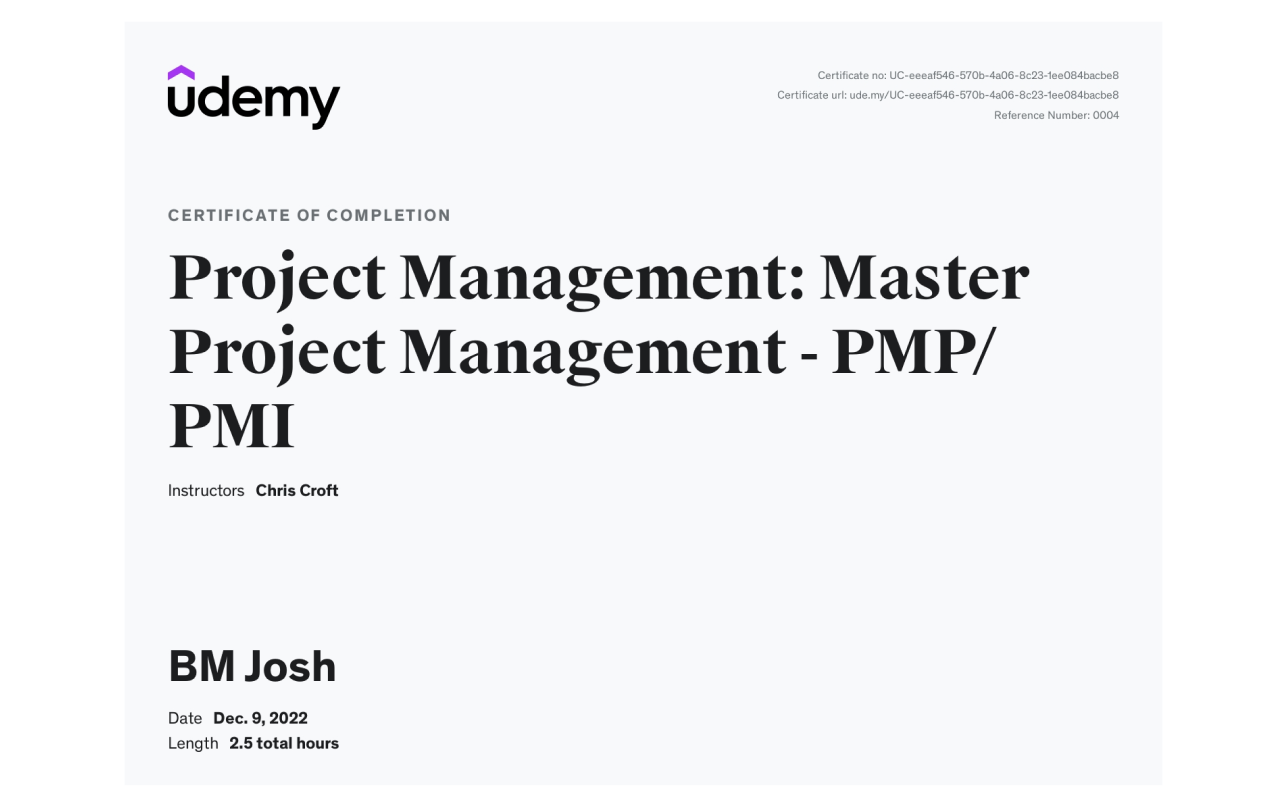 udemy
Certificate no: UC-eeeaf546-570b-4a06-8c23-1ee084bacbe8
Certificate url: ude.my/UC-eeeaf546-570b-4a06-8c23-1ee084bacbe8
Reference Number: 0004
CERTIFICATE OF COMPLETION
Project Management: Master
Project Management - PMP/
PMI
Instructors Chris Croft
BM Josh
Date Dec. 9, 2022
Length 2.5 total hours